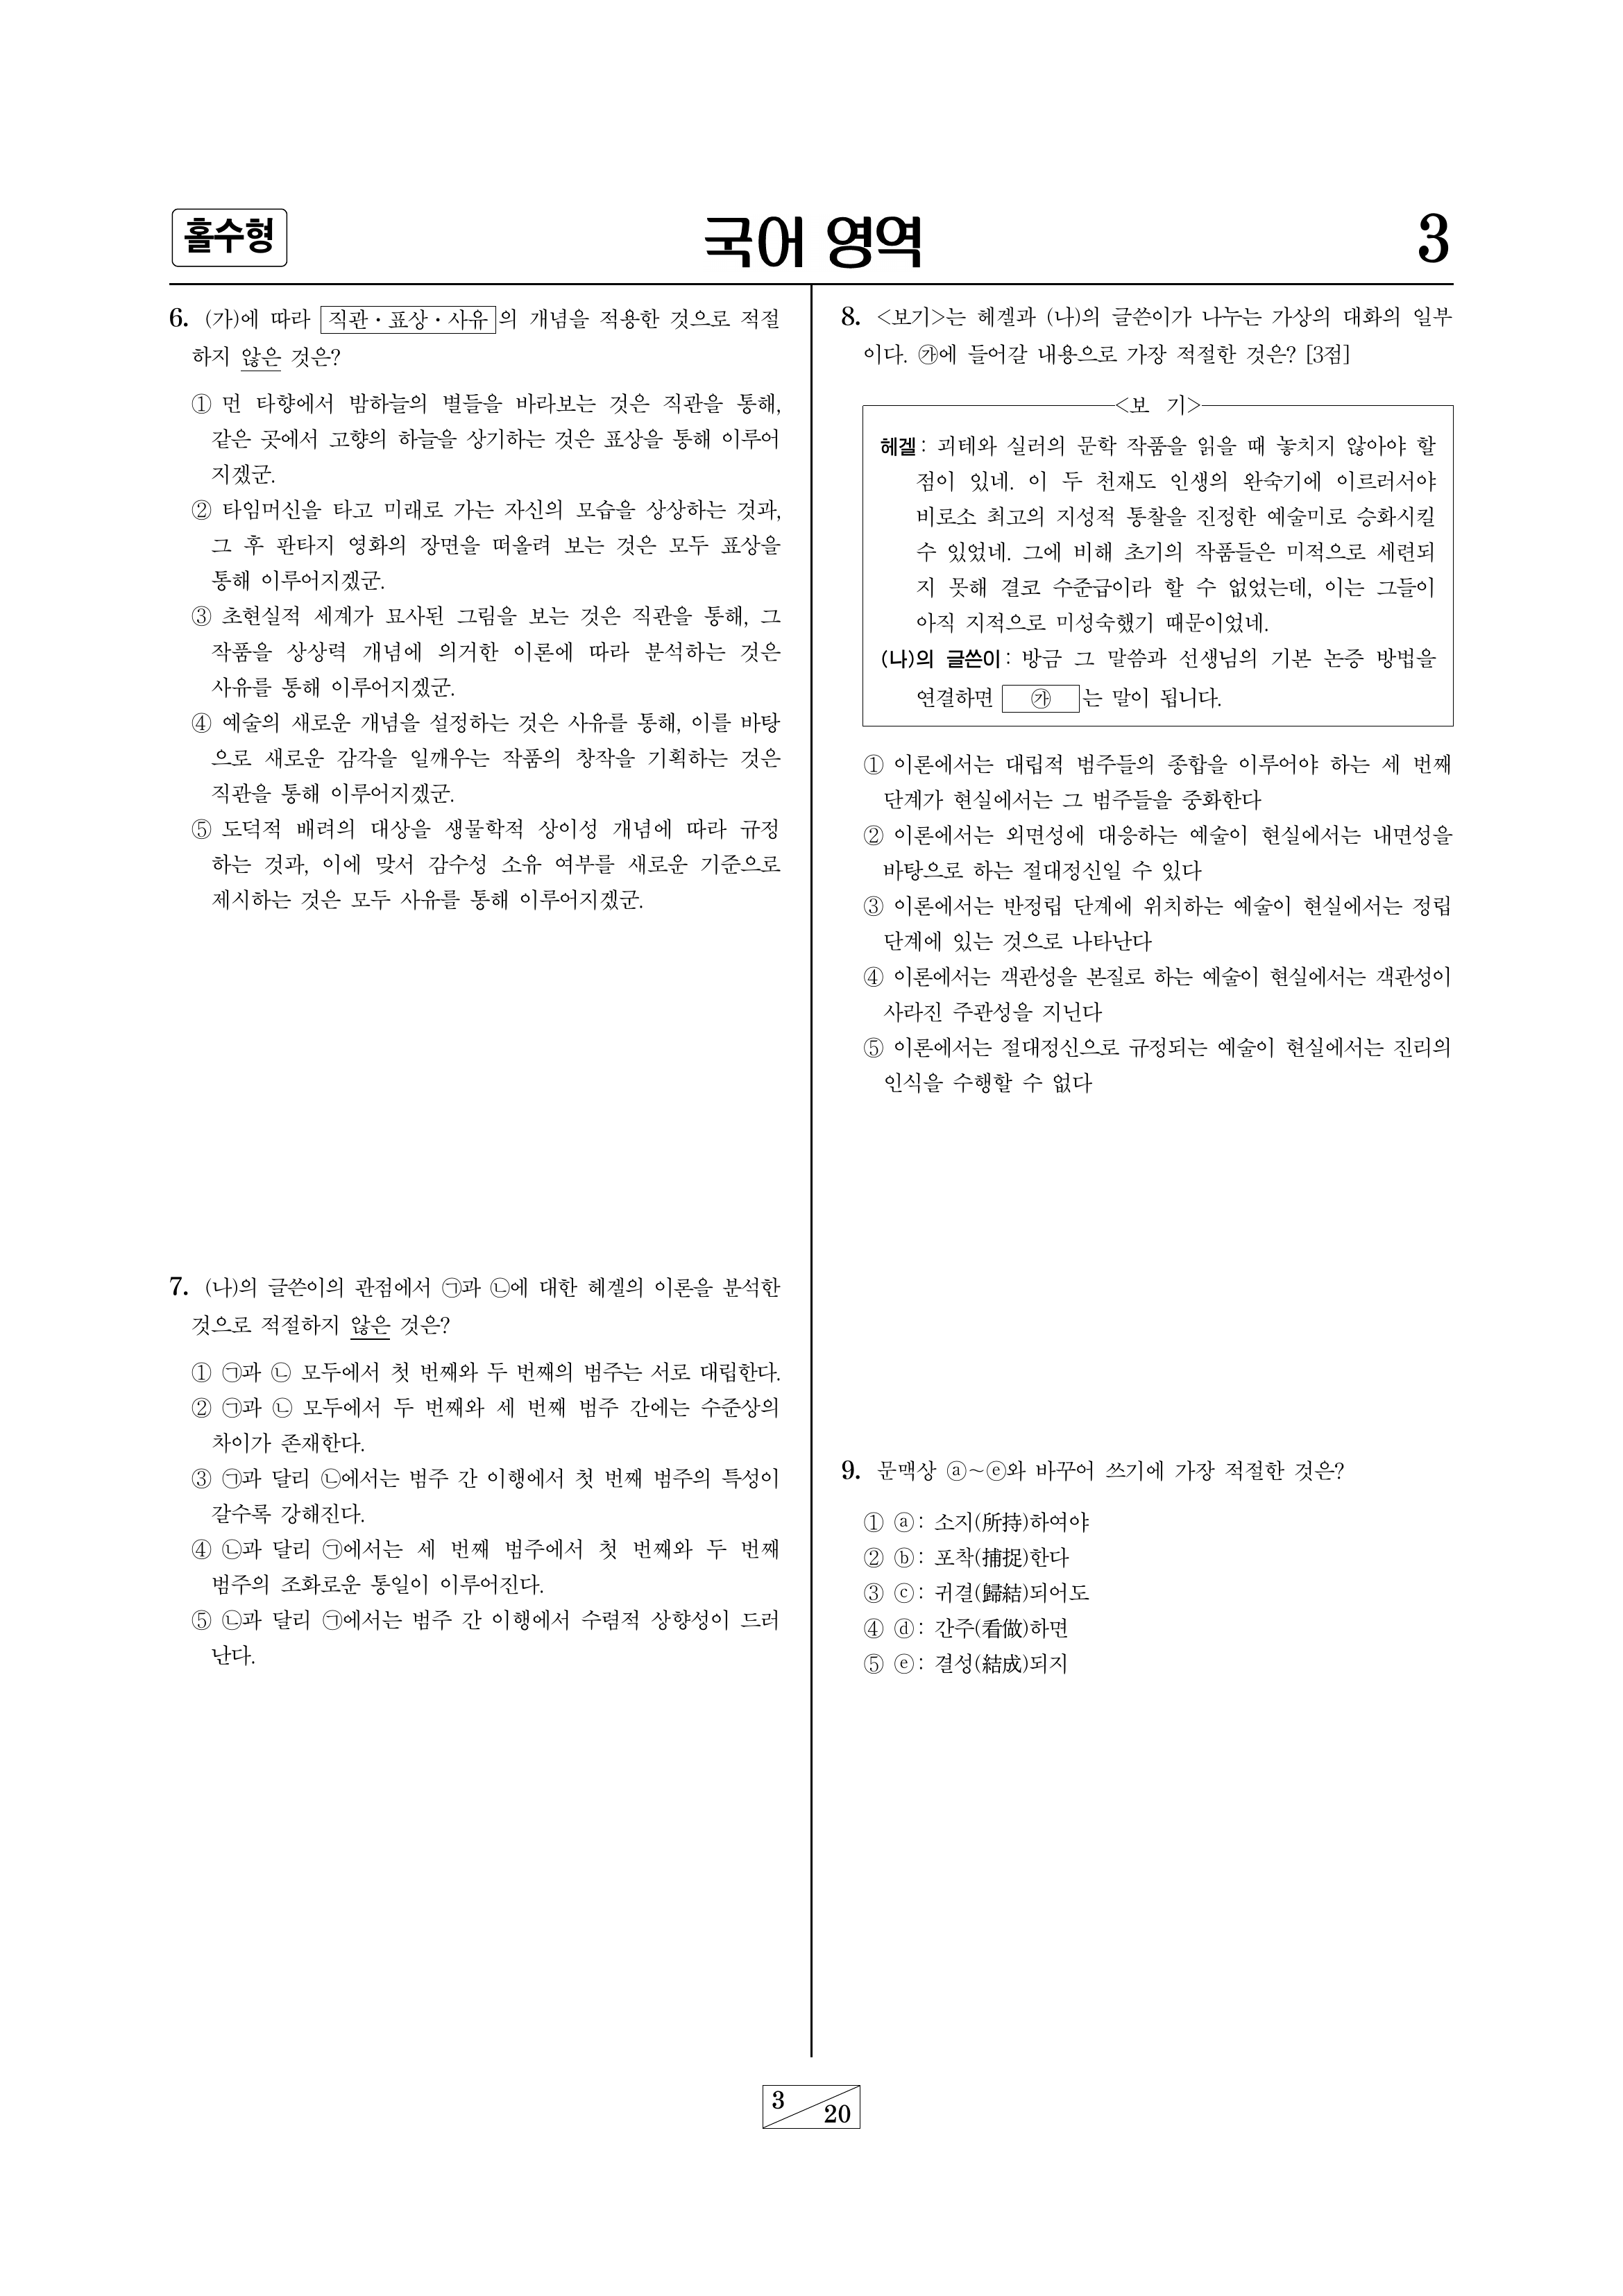 홀수형
국어 영역
3
6. (가)에 따라 직관·표상·사유의 개념을 적용한 것으로 적절
하지 않은 것은?
① 먼 타향에서 밤하늘의 별들을 바라보는 것은 직관을 통해,
같은 곳에서 고향의 하늘을 상기하는 것은 표상을 통해 이루어
지겠군.
② 타임머신을 타고 미래로 가는 자신의 모습을 상상하는 것과,
그 후 판타지 영화의 장면을 떠올려 보는 것은 모두 표상을
통해 이루어지겠군.
③ 초현실적 세계가 묘사된 그림을 보는 것은 직관을 통해, 그
작품을 상상력 개념에 의거한 이론에 따라 분석하는 것은
사유를 통해 이루어지겠군.
④ 예술의 새로운 개념을 설정하는 것은 사유를 통해, 이를 바탕
으로 새로운 감각을 일깨우는 작품의 창작을 기획하는 것은
직관을 통해 이루어지겠군.
⑤ 도덕적 배려의 대상을 생물학적 상이성 개념에 따라 규정
하는 것과, 이에 맞서 감수성 소유 여부를 새로운 기준으로
제시하는 것은 모두 사유를 통해 이루어지겠군.
7. (나)의 글쓴이의 관점에서 ㉠과 ㉡에 대한 헤겔의 이론을 분석한
것으로 적절하지 않은 것은?
① ㉠과 ㉡ 모두에서 첫 번째와 두 번째의 범주는 서로 대립한다.
② ㉠과 ㉡ 모두에서 두 번째와 세 번째 범주 간에는 수준상의
차이가 존재한다.
③ ㉠과 달리 ㉡에서는 범주 간 이행에서 첫 번째 범주의 특성이
갈수록 강해진다.
④ ㉡과 달리 ㉠에서는 세 번째 범주에서 첫 번째와 두 번째
범주의 조화로운 통일이 이루어진다.
⑤ ㉡과 달리 ㉠에서는 범주 간 이행에서 수렴적 상향성이 드러
난다.
8. <보기>는 헤겔과 (나)의 글쓴이가 나누는 가상의 대화의 일부
이다. ㉮에 들어갈 내용으로 가장 적절한 것은? [3점]
<보 기>
헤겔: 괴테와 실러의 문학 작품을 읽을 때 놓치지 않아야 할
점이 있네. 이 두 천재도 인생의 완숙기에 이르러서야
비로소 최고의 지성적 통찰을 진정한 예술미로 승화시킬
수 있었네. 그에 비해 초기의 작품들은 미적으로 세련되
지 못해 결코 수준급이라 할 수 없었는데, 이는 그들이
아직 지적으로 미성숙했기 때문이었네.
(나)의 글쓴이: 방금 그 말씀과 선생님의 기본 논증 방법을
연결하면 ㉮ 는 말이 됩니다.
① 이론에서는 대립적 범주들의 종합을 이루어야 하는 세 번째
단계가 현실에서는 그 범주들을 중화한다
② 이론에서는 외면성에 대응하는 예술이 현실에서는 내면성을
바탕으로 하는 절대정신일 수 있다
③ 이론에서는 반정립 단계에 위치하는 예술이 현실에서는 정립
단계에 있는 것으로 나타난다
④ 이론에서는 객관성을 본질로 하는 예술이 현실에서는 객관성이
사라진 주관성을 지닌다
⑤ 이론에서는 절대정신으로 규정되는 예술이 현실에서는 진리의
인식을 수행할 수 없다
9. 문맥상 ⓐ~ⓔ와 바꾸어 쓰기에 가장 적절한 것은?
① ⓐ: 소지(所持)하여야
② ⓑ: 포착(捕捉)한다
③ ⓒ: 귀결(歸結)되어도
④ ⓓ: 간주(看做)하면
⑤ ⓔ: 결성(結成)되지
3
20